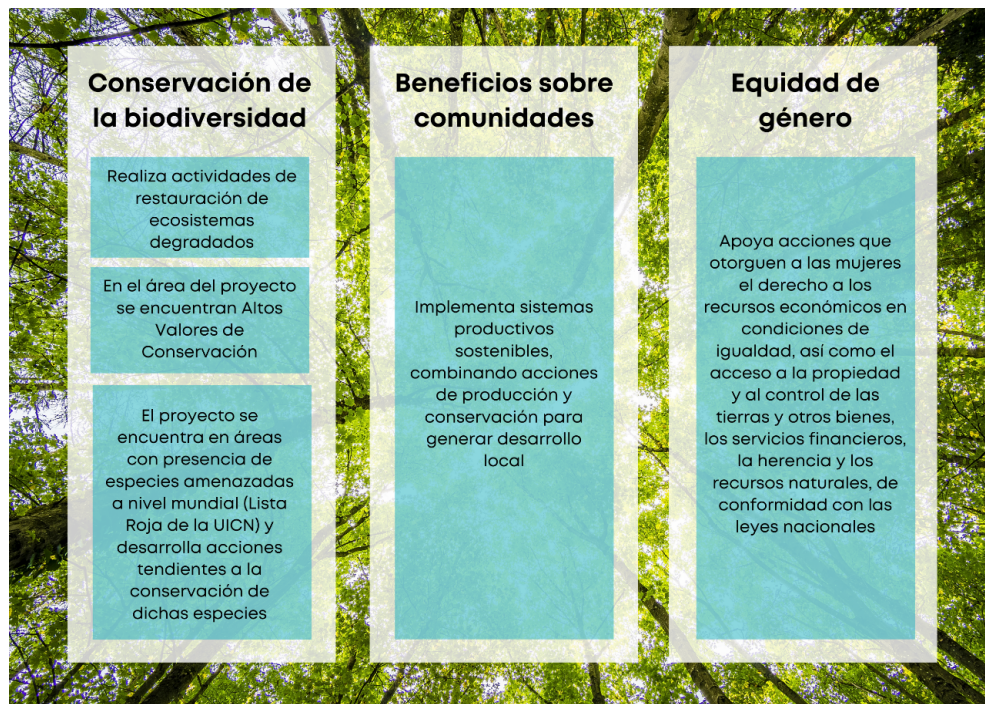 Conservación de
la biodiversidad
Realiza actividades de
restauración de
ecosistemas
degradados
En el área del proyecto
se encuentran Altos
Valores de
Conservación
El proyecto se
encuentra en áreas
con presencia de
especies amenazadas
a nivel mundial (Lista
Roja de la UICN) y
desarrolla acciones
tendientes a la
conservación de
dichas especies
Beneficios sobre
comunidades
Implementa sistemas
productivos
sostenibles,
combinando acciones
de producción y
conservación para
generar desarrollo
local
Equidad de
género
Apoya acciones que
otorguen a las mujeres
el derecho a los
recursos económicos en
condiciones de
igualdad, así como el
acceso a la propiedad
y al control de las
tierras y otros bienes,
los servicios financieros,
la herencia y los
recursos naturales, de
conformidad con las
leyes nacionales